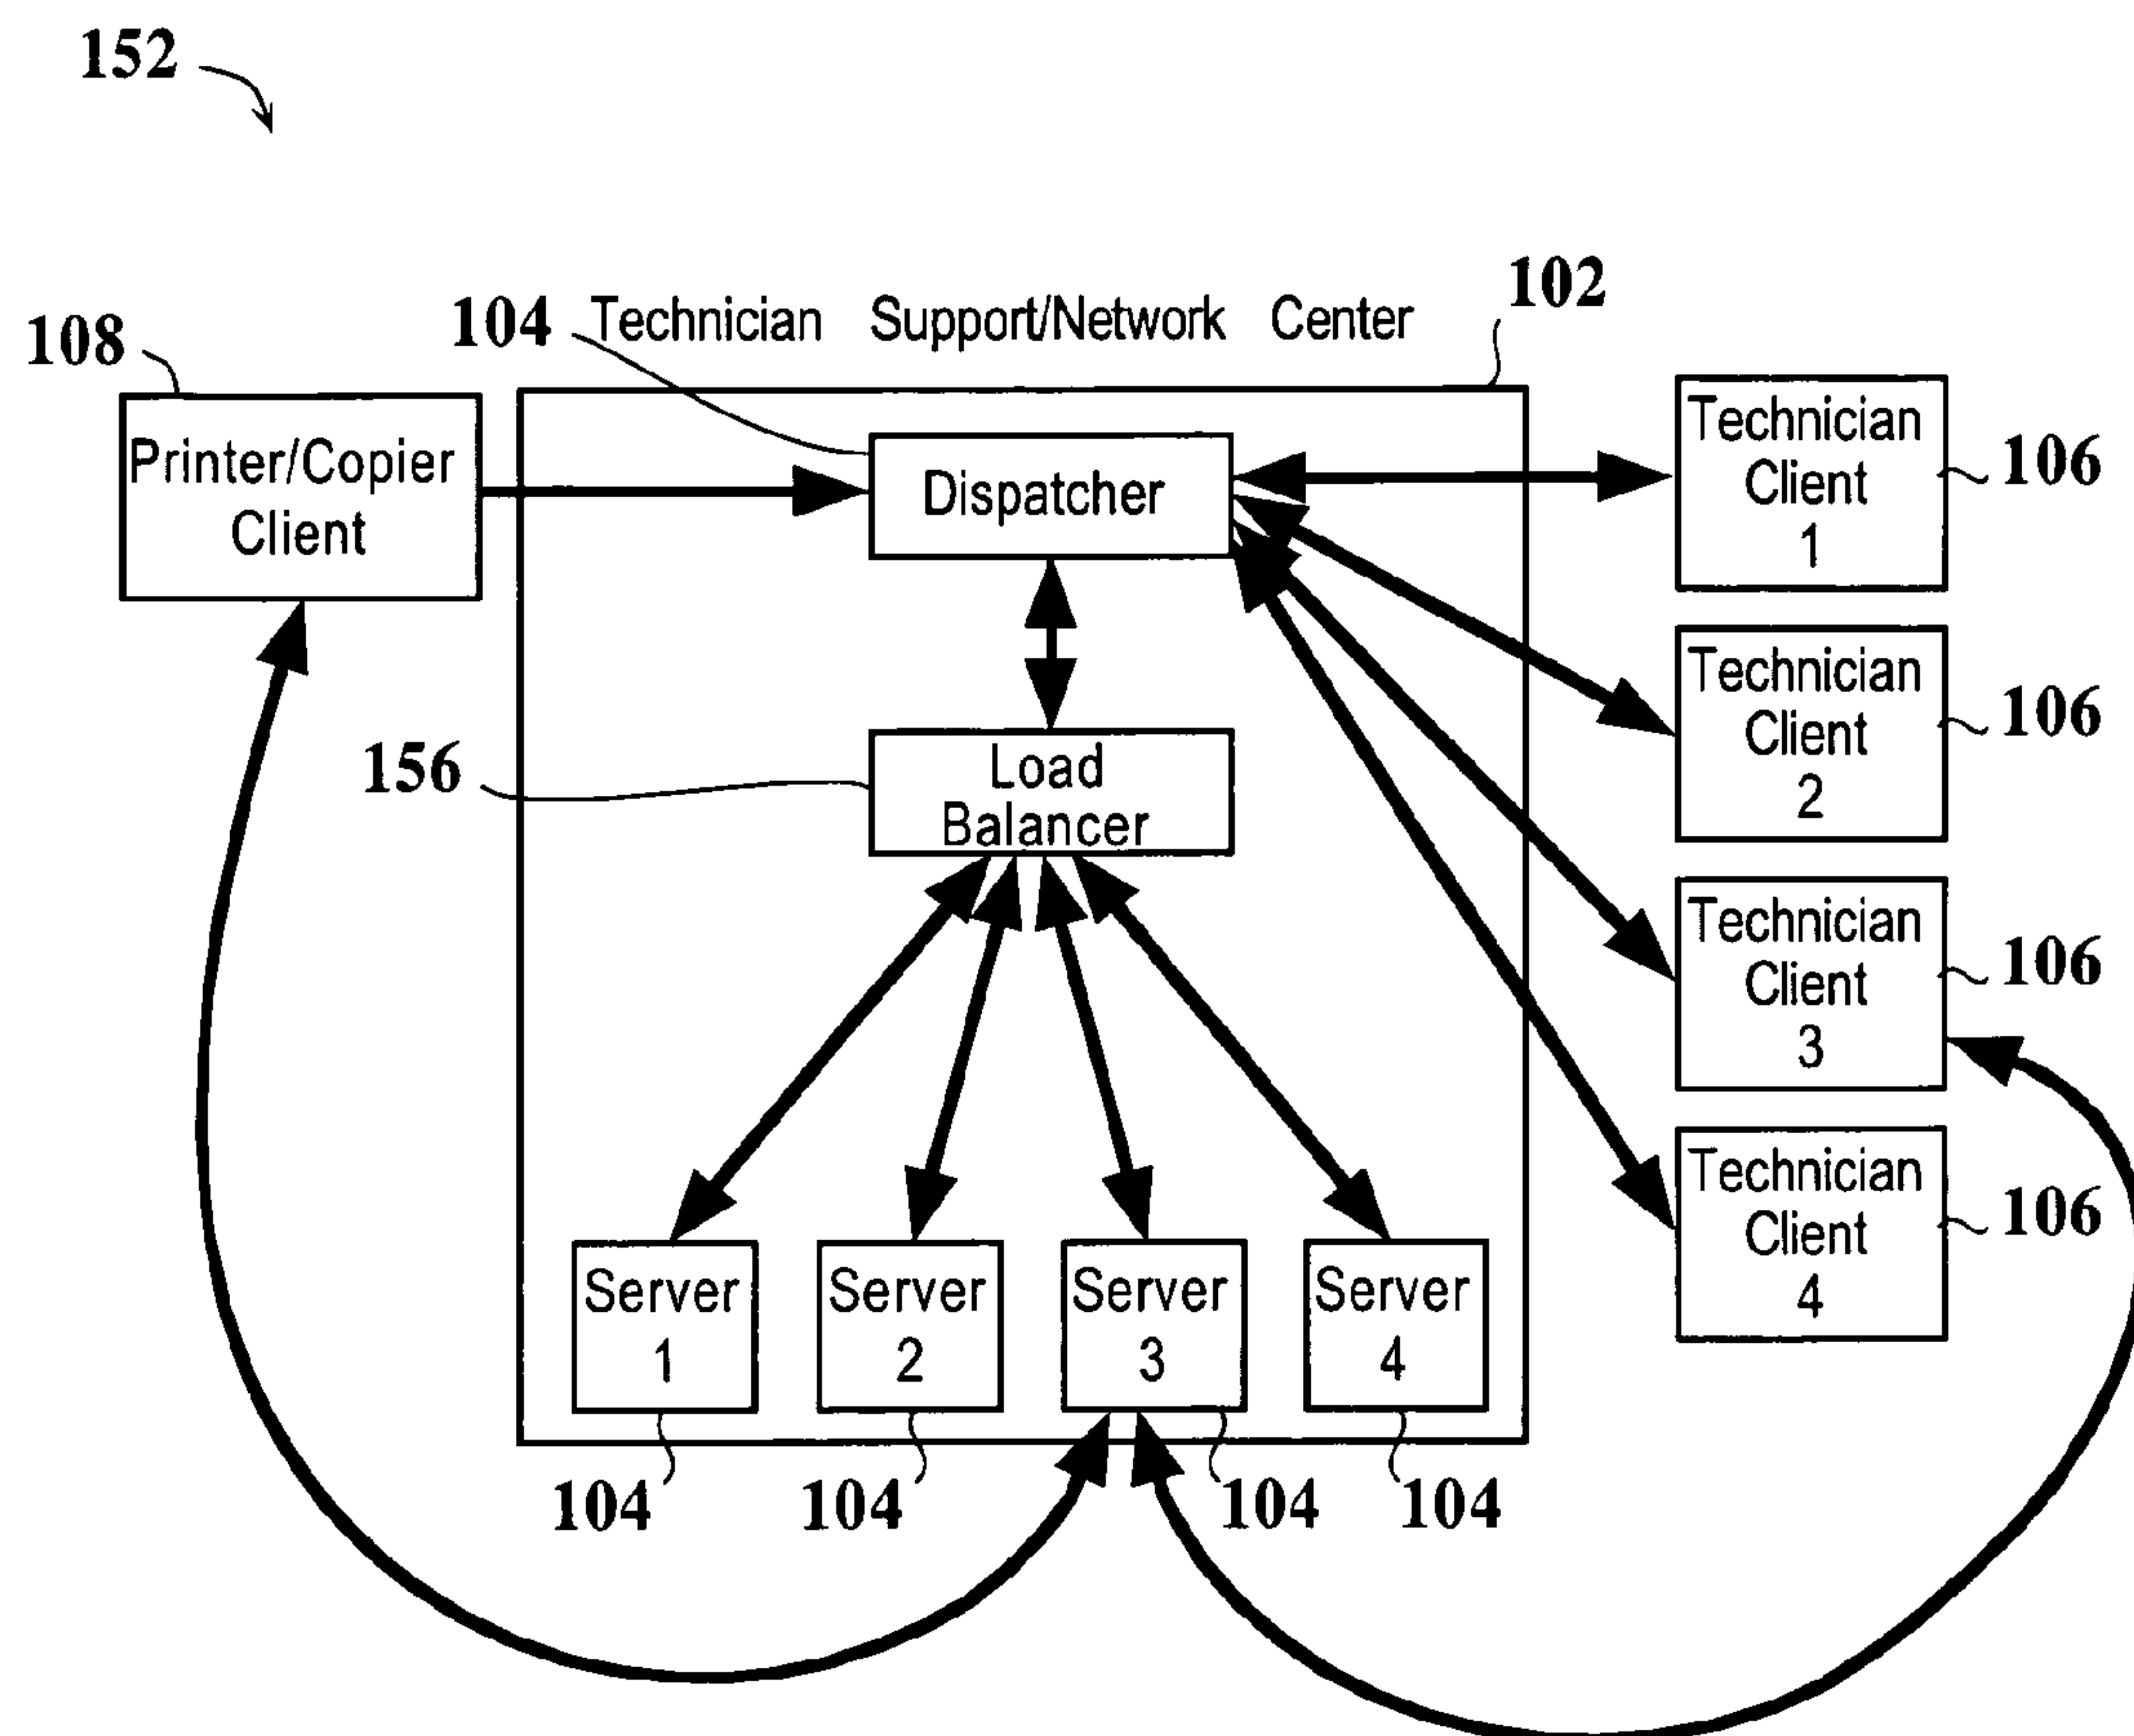 152
102
104 Technician Support/Network Center
108
Printer/Copier
Client
Dispatcher
Technician
Client
1
106
Technician
Client
2
106
156
Load
Balancer
Technician
Client
3
106
Technician
Client
4
106
Server
1
Server
2
Server
3
Server
4
104
104
104
104